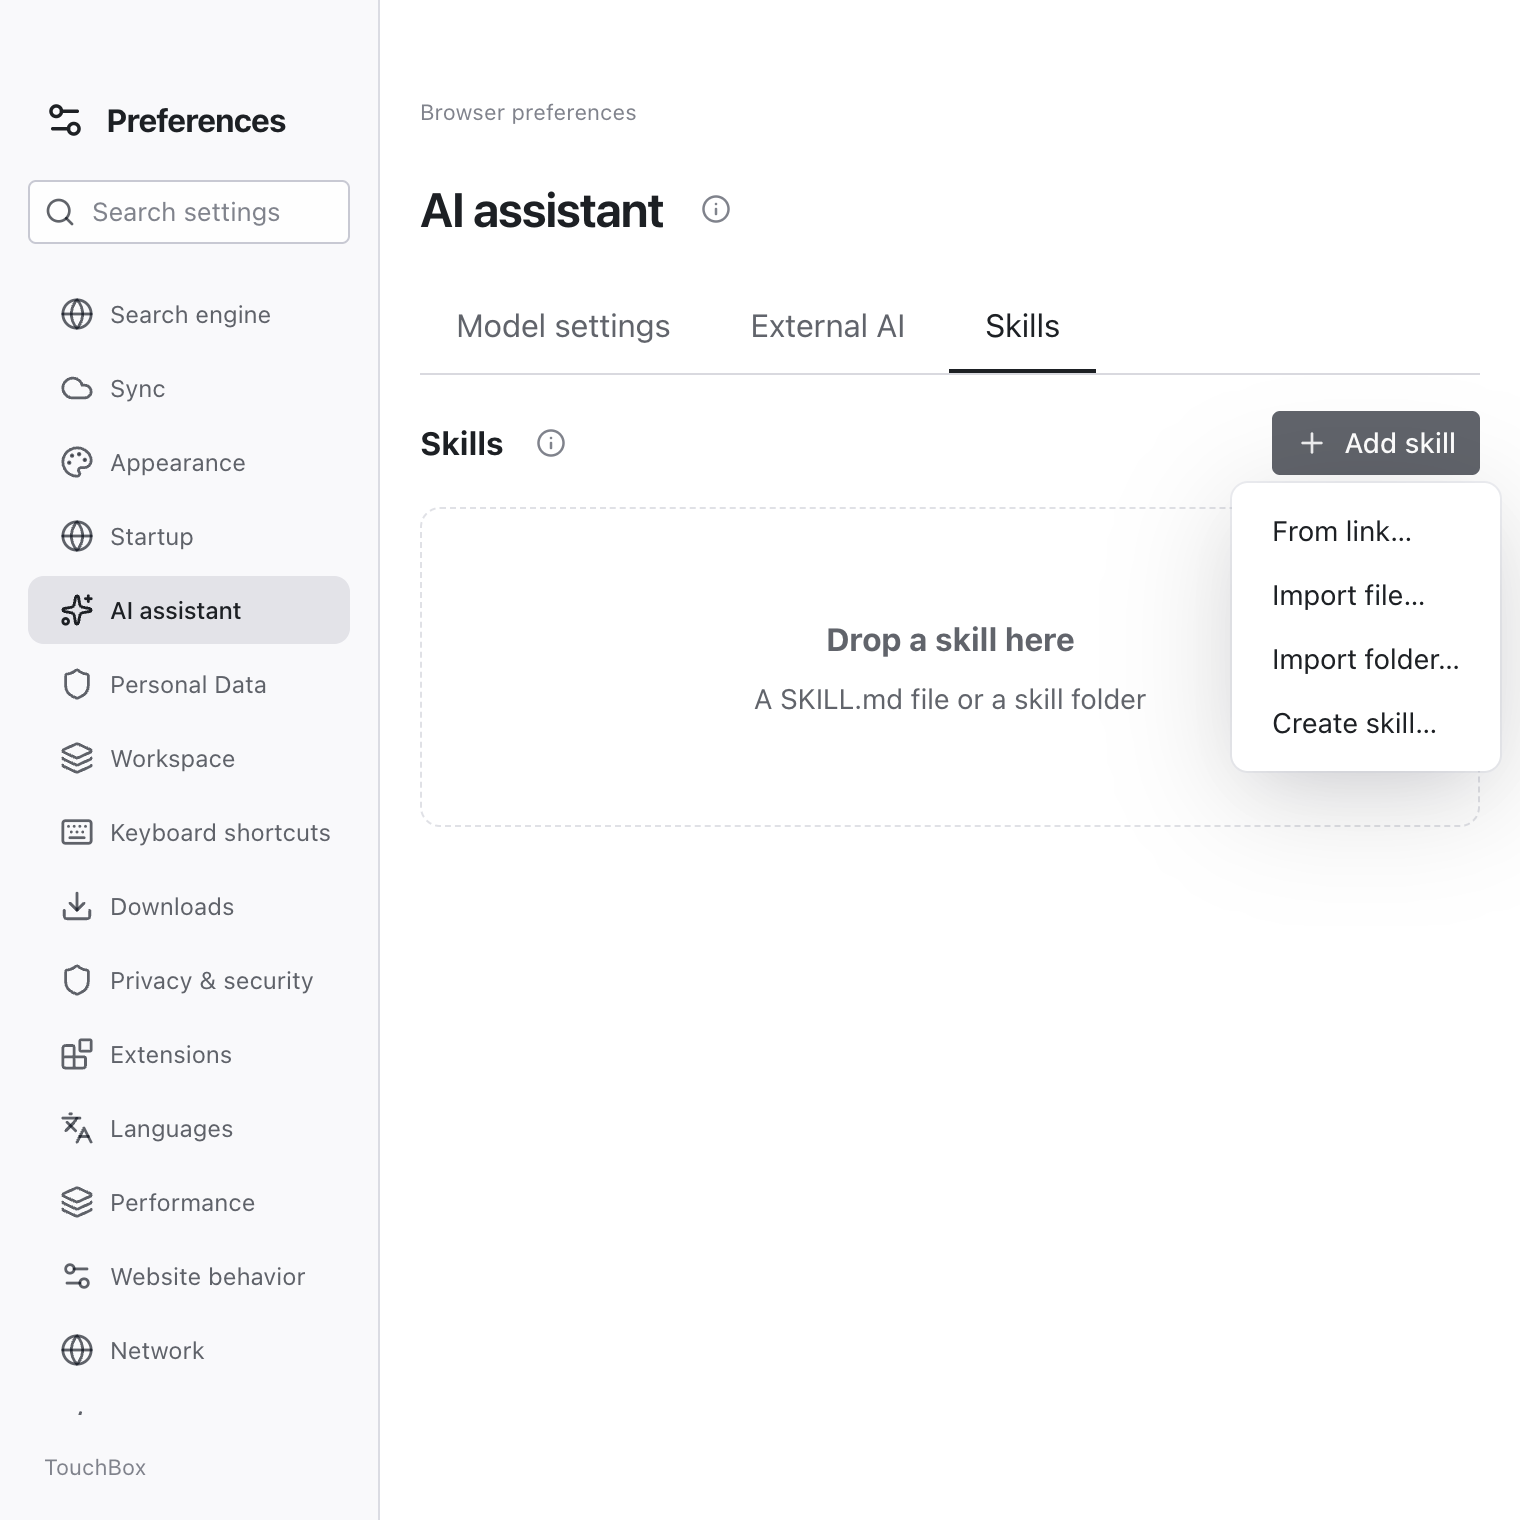 Preferences
Search settings
Search engine
Sync
Appearance
Startup
AI assistant
Personal Data
Workspace
Keyboard shortcuts
Downloads
Privacy & security
Extensions
Languages
Performance
Website behavior
Network
TouchBox
Browser preferences
AI assistant
Model settings External AI Skills
Skills
Add skill
From link...
Import file...
Import folder...
Create skill...
Drop a skill here
A SKILL.md file or a skill folder